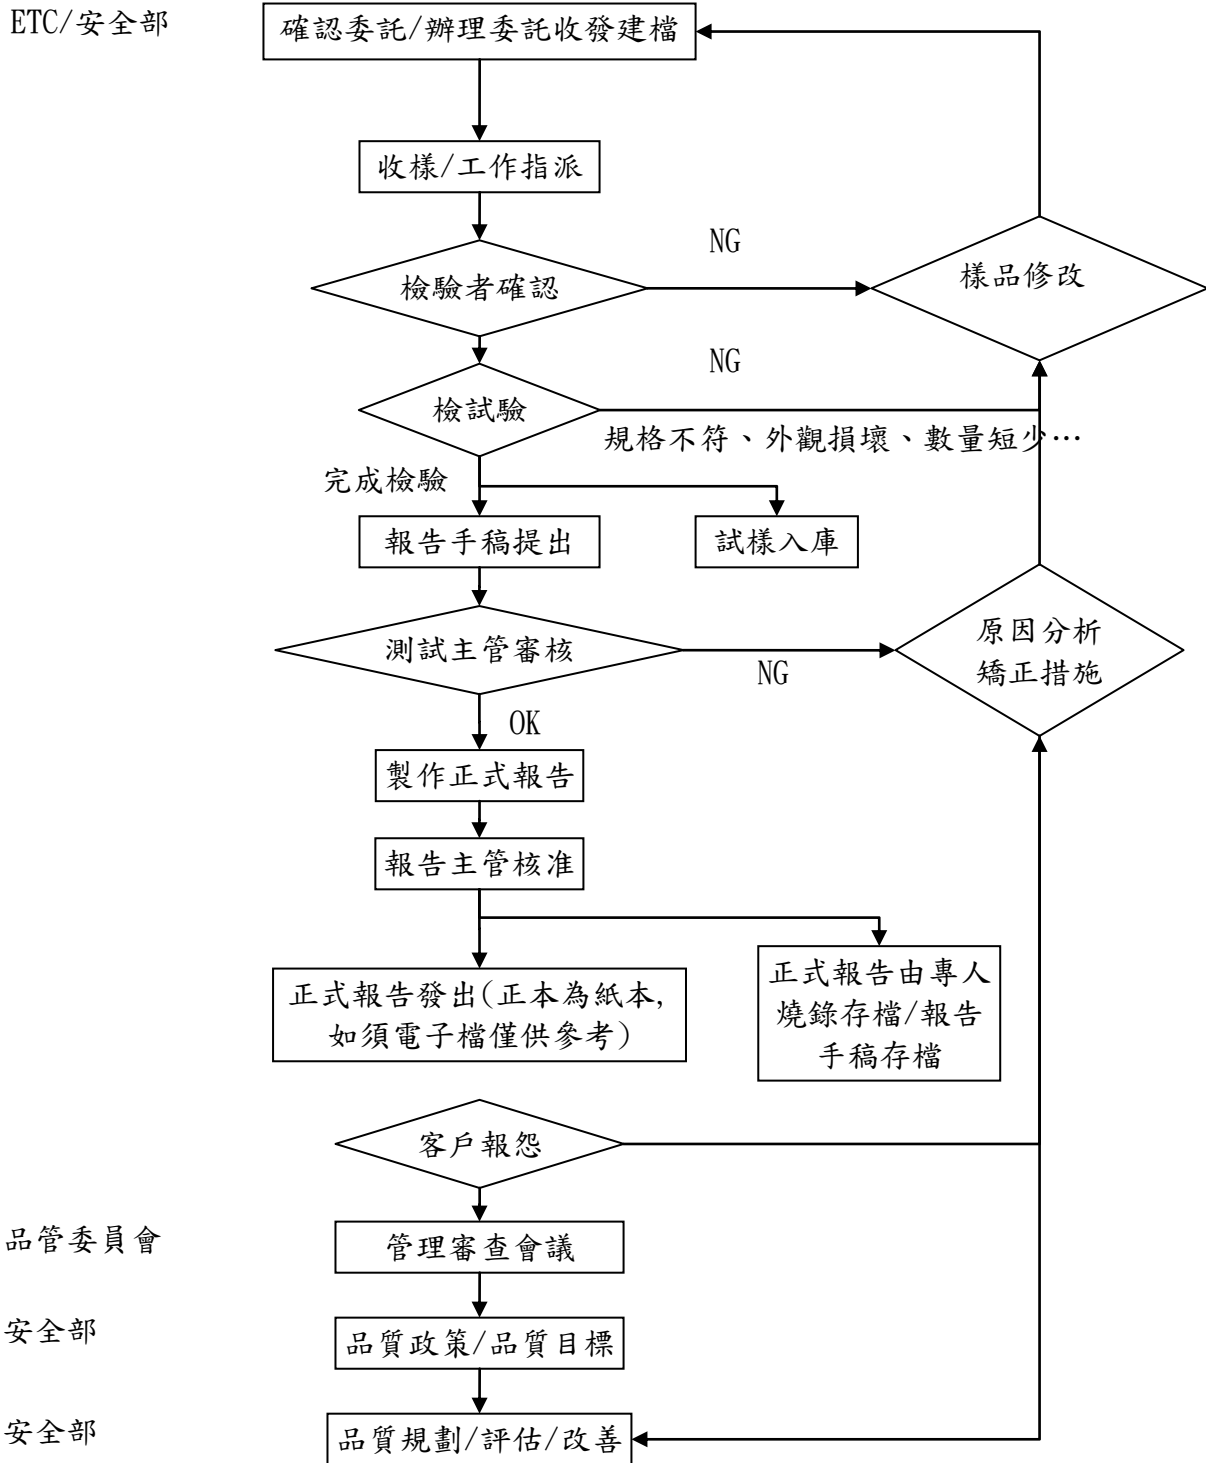 ETC/安全部
確認委託/辦理委託收發建檔
收樣/工作指派
NG
檢驗者確認
樣品修改
NG
檢試驗
規格不符、外觀損壞、數量短少…
完成檢驗
報告手稿提出
試樣入庫
測試主管審核
NG
原因分析
矯正措施
OK
製作正式報告
報告主管核准
正式報告發出(正本為紙本,
如須電子檔僅供參考)
正式報告由專人
燒錄存檔/報告
手稿存檔
客戶報怨
品管委員會
管理審查會議
安全部
品質政策/品質目標
安全部
品質規劃/評估/改善